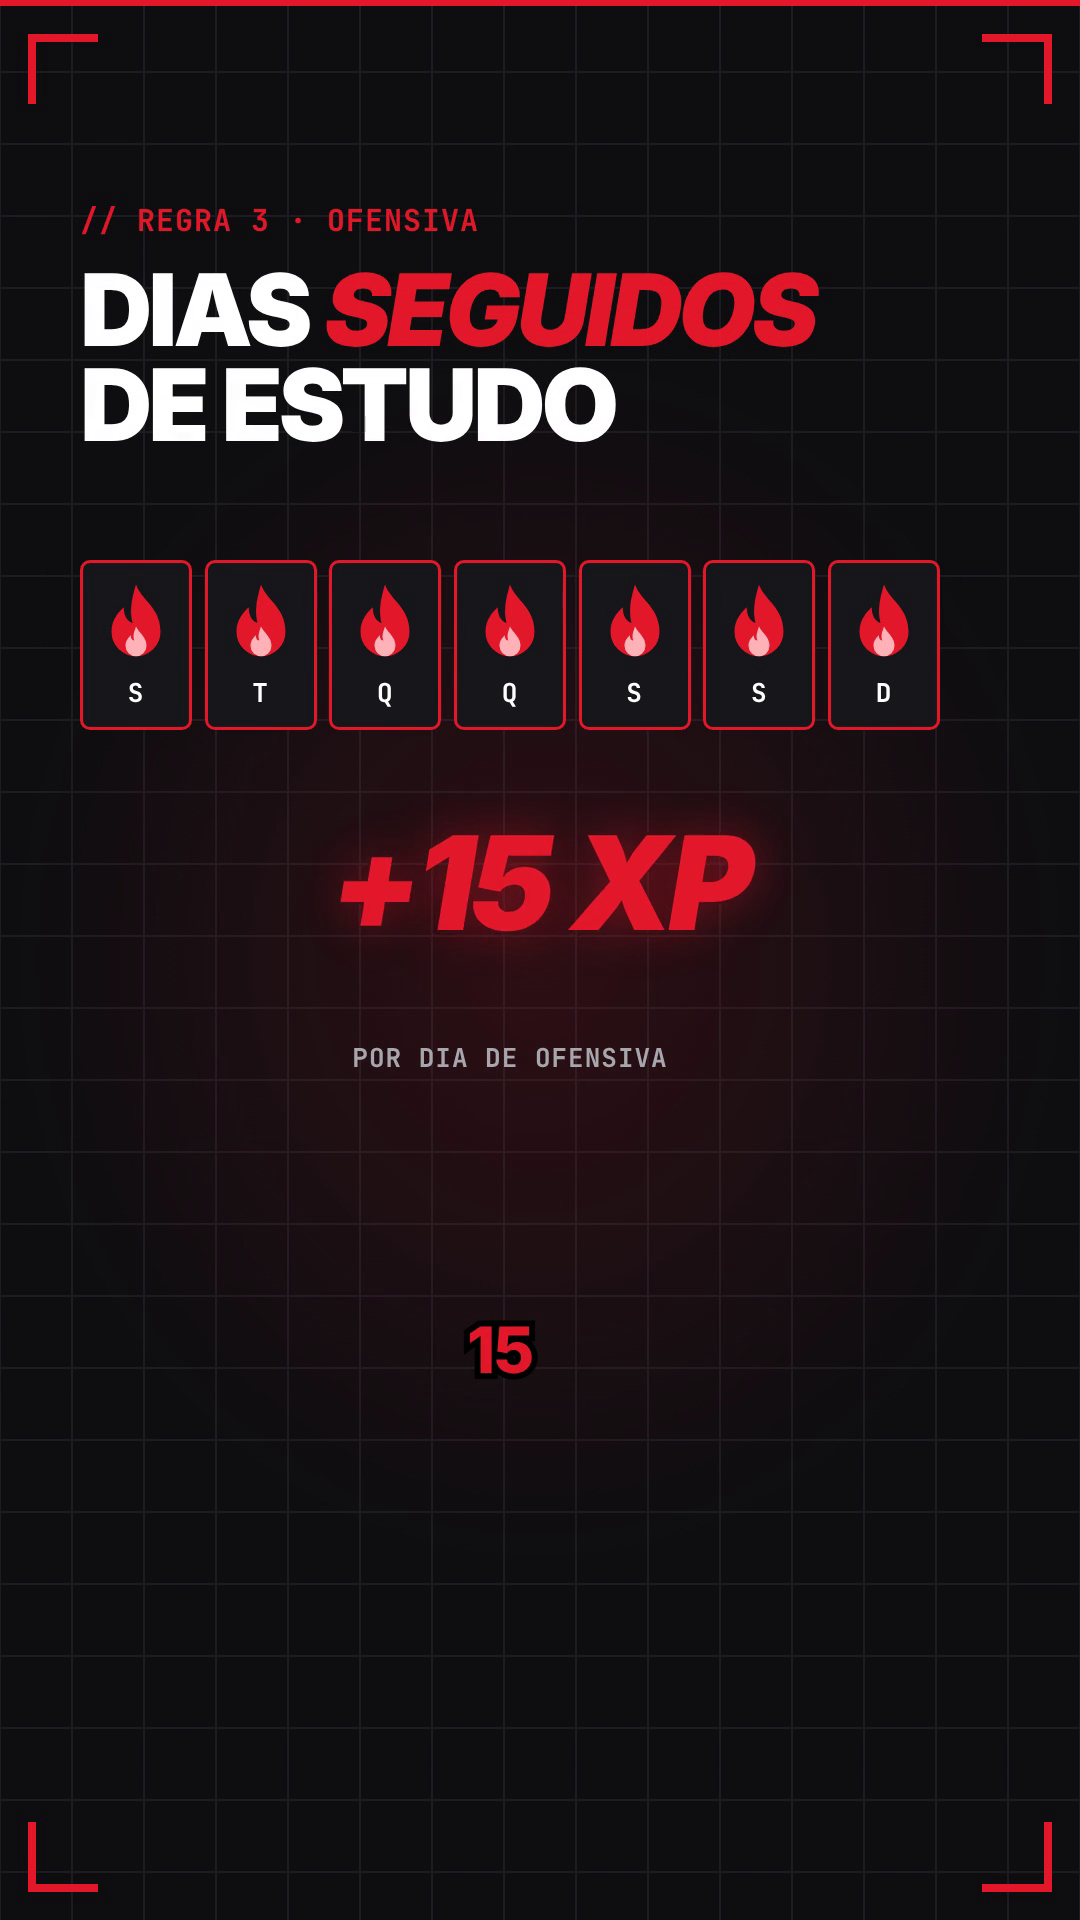 // REGRA 3 · OFENSIVA
DIAS SEGUIDOS
DE ESTUDO
S T Q Q S S D
+15 XP
POR DIA DE OFENSIVA
15